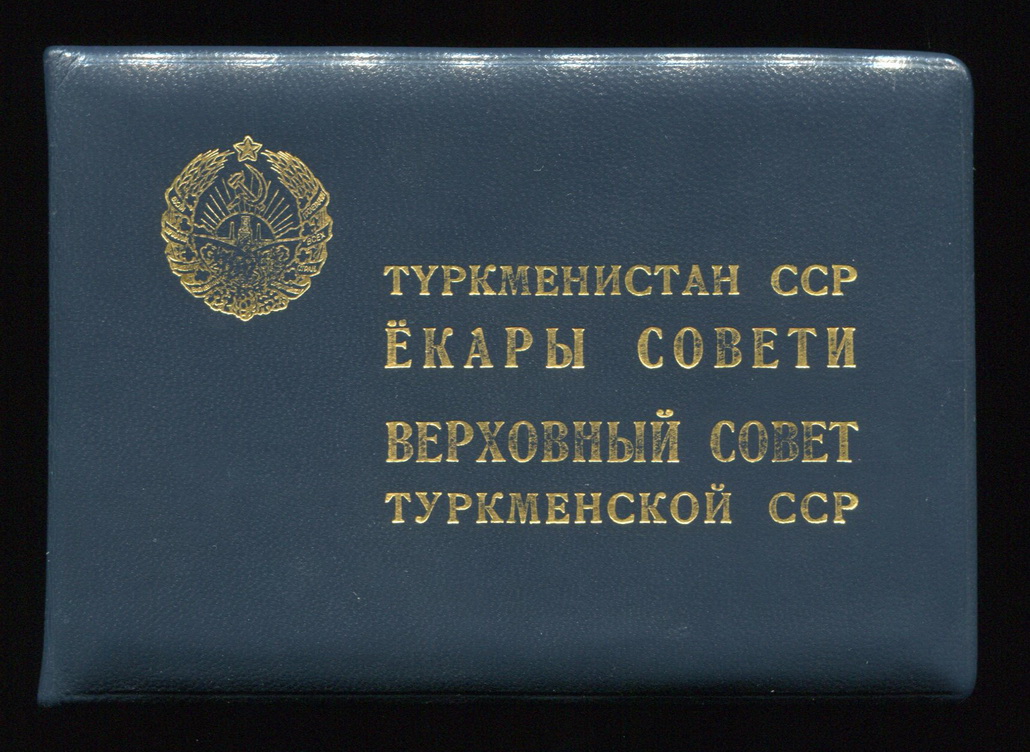 ТҮРКМЕНИСТАН ССР
ЁКАРЫ СОВЕТИ
ВЕРХОВНЫЙ СОВЕТ
ТУРКМЕНСКОЙ ССР